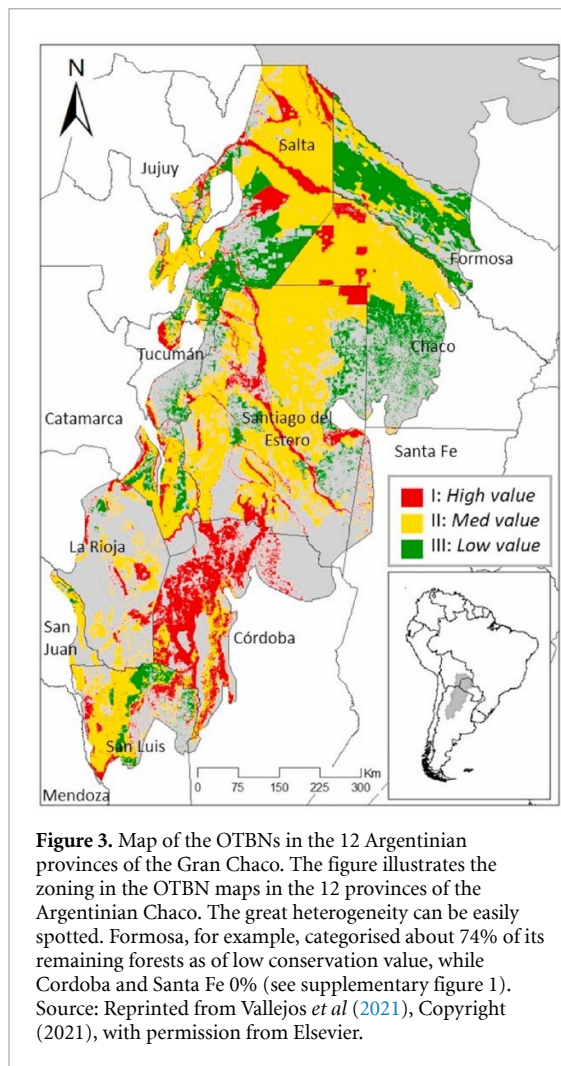 N
Salta
Jujuy
Formosa
Tucumán
Chaco
Catamarca
Santiago del
Estero
Santa Fe
I: High value
II: Med value
III: Low value
La Rioja
San
Juan
Córdoba
San Luis
Mendoza
0 75 150 225 300 Km
Figure 3. Map of the OTBNs in the 12 Argentinian
provinces of the Gran Chaco. The figure illustrates the
zoning in the OTBN maps in the 12 provinces of the
Argentinian Chaco. The great heterogeneity can be easily
spotted. Formosa, for example, categorised about 74% of its
remaining forests as of low conservation value, while
Cordoba and Santa Fe 0% (see supplementary figure 1).
Source: Reprinted from Vallejos et al (2021), Copyright
(2021), with permission from Elsevier.